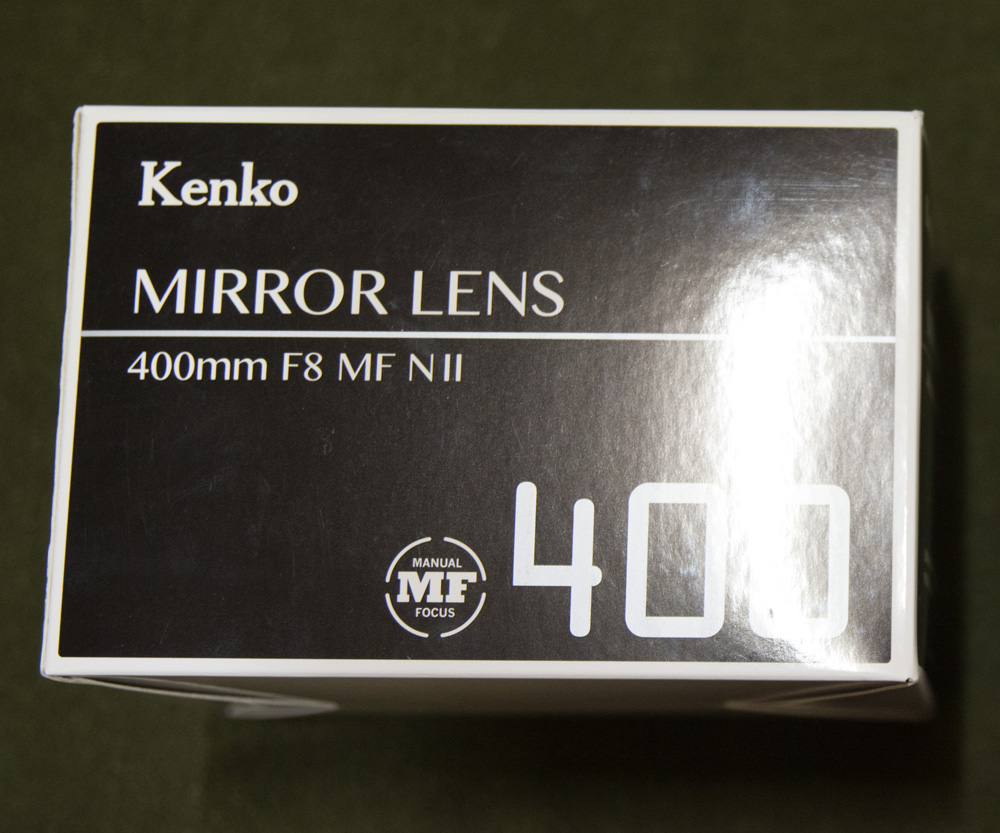 Kenko
MIRROR LENS
400mm F8 MF N II
MANUAL
MF
FOCUS
400